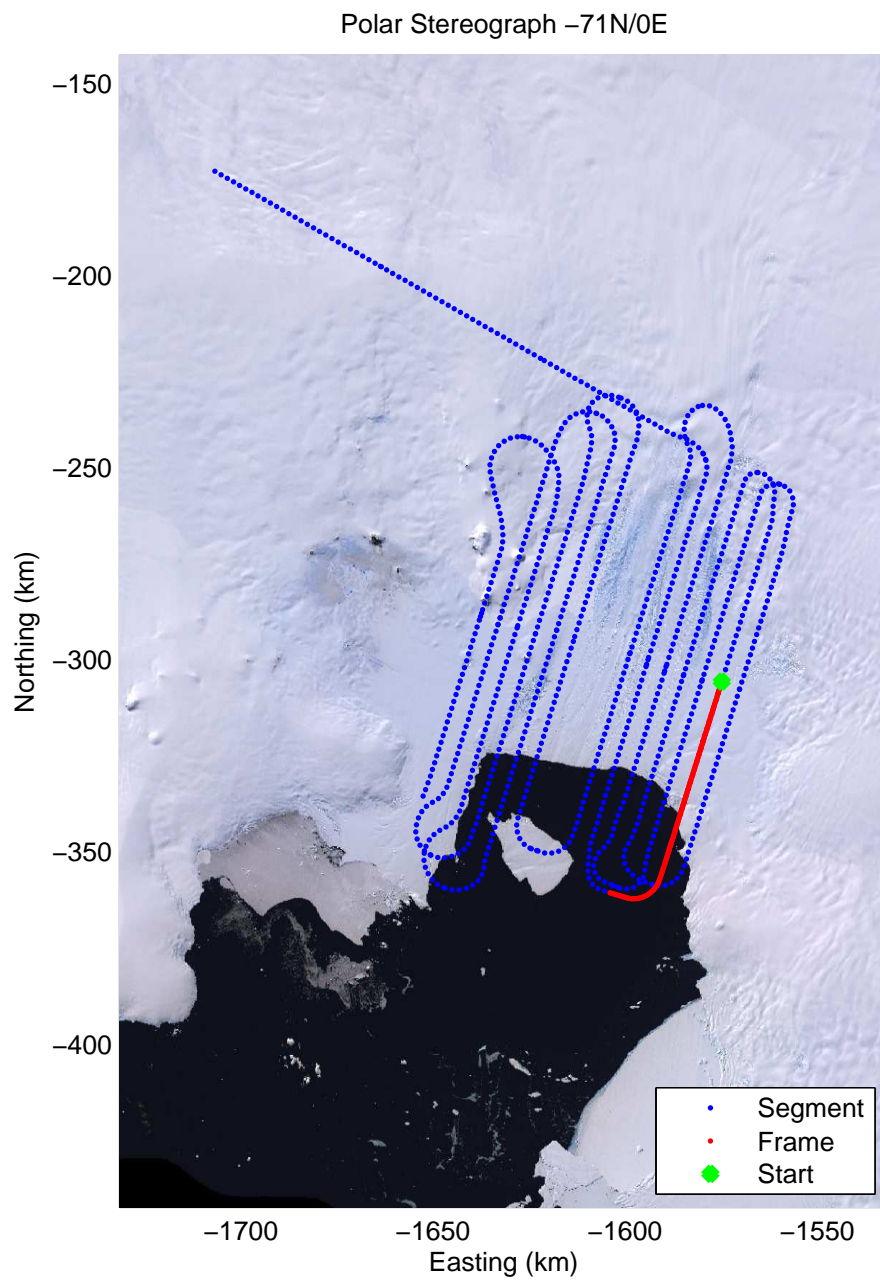 Polar Stereograph −71N/0E
−150
−200
−250
−300
−350
−400
Northing (km)
−1700
−1650
−1600
−1550
Easting (km)
Segment
Frame
Start